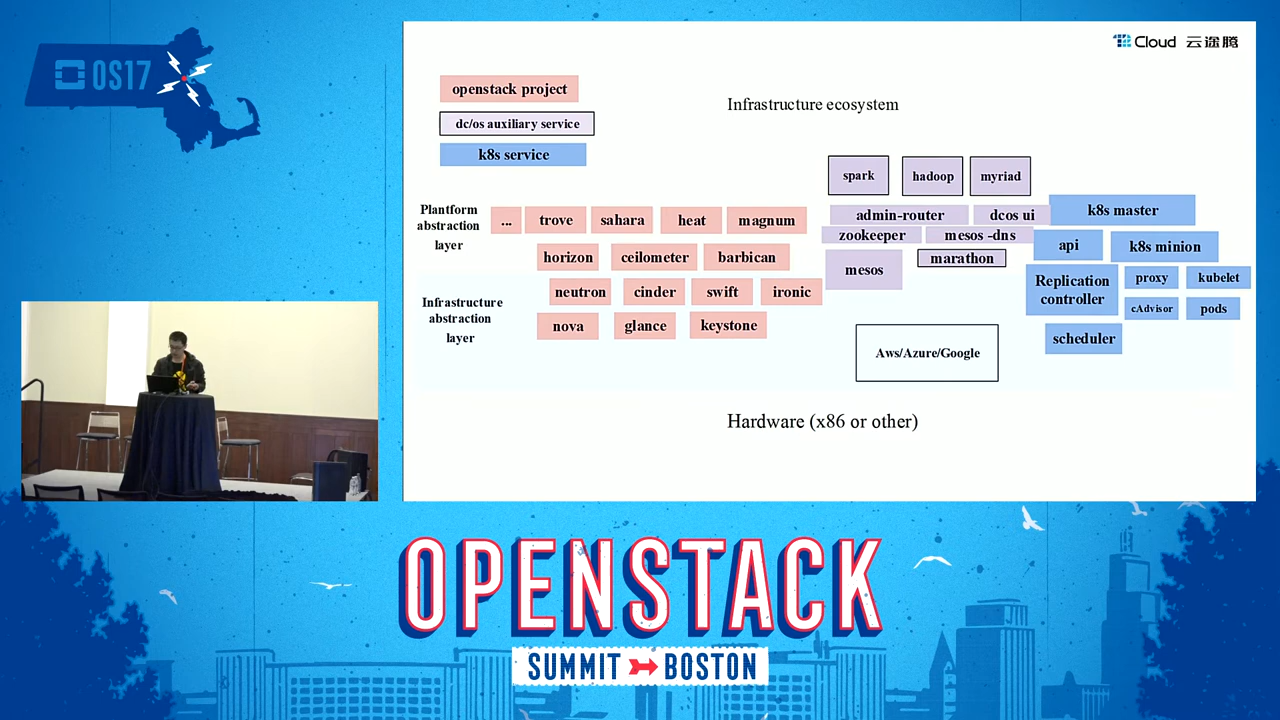 OS17
Cloud 云途腾
openstack project
dc/os auxiliary service
k8s service
Infrastructure ecosystem
spark
hadoop
myriad
Plantform
abstraction
layer
...
trove
sahara
heat
magnum
admin-router
dcos ui
k8s master
zookeeper
mesos -dns
api
k8s minion
horizon
ceilometer
barbican
mesos
marathon
Replication
controller
proxy
kubelet
Infrastructure
abstraction
layer
neutron
cinder
swift
ironic
cAdvisor
pods
nova
glance
keystone
Aws/Azure/Google
scheduler
Hardware (x86 or other)
OPENSTACK
SUMMIT BOSTON